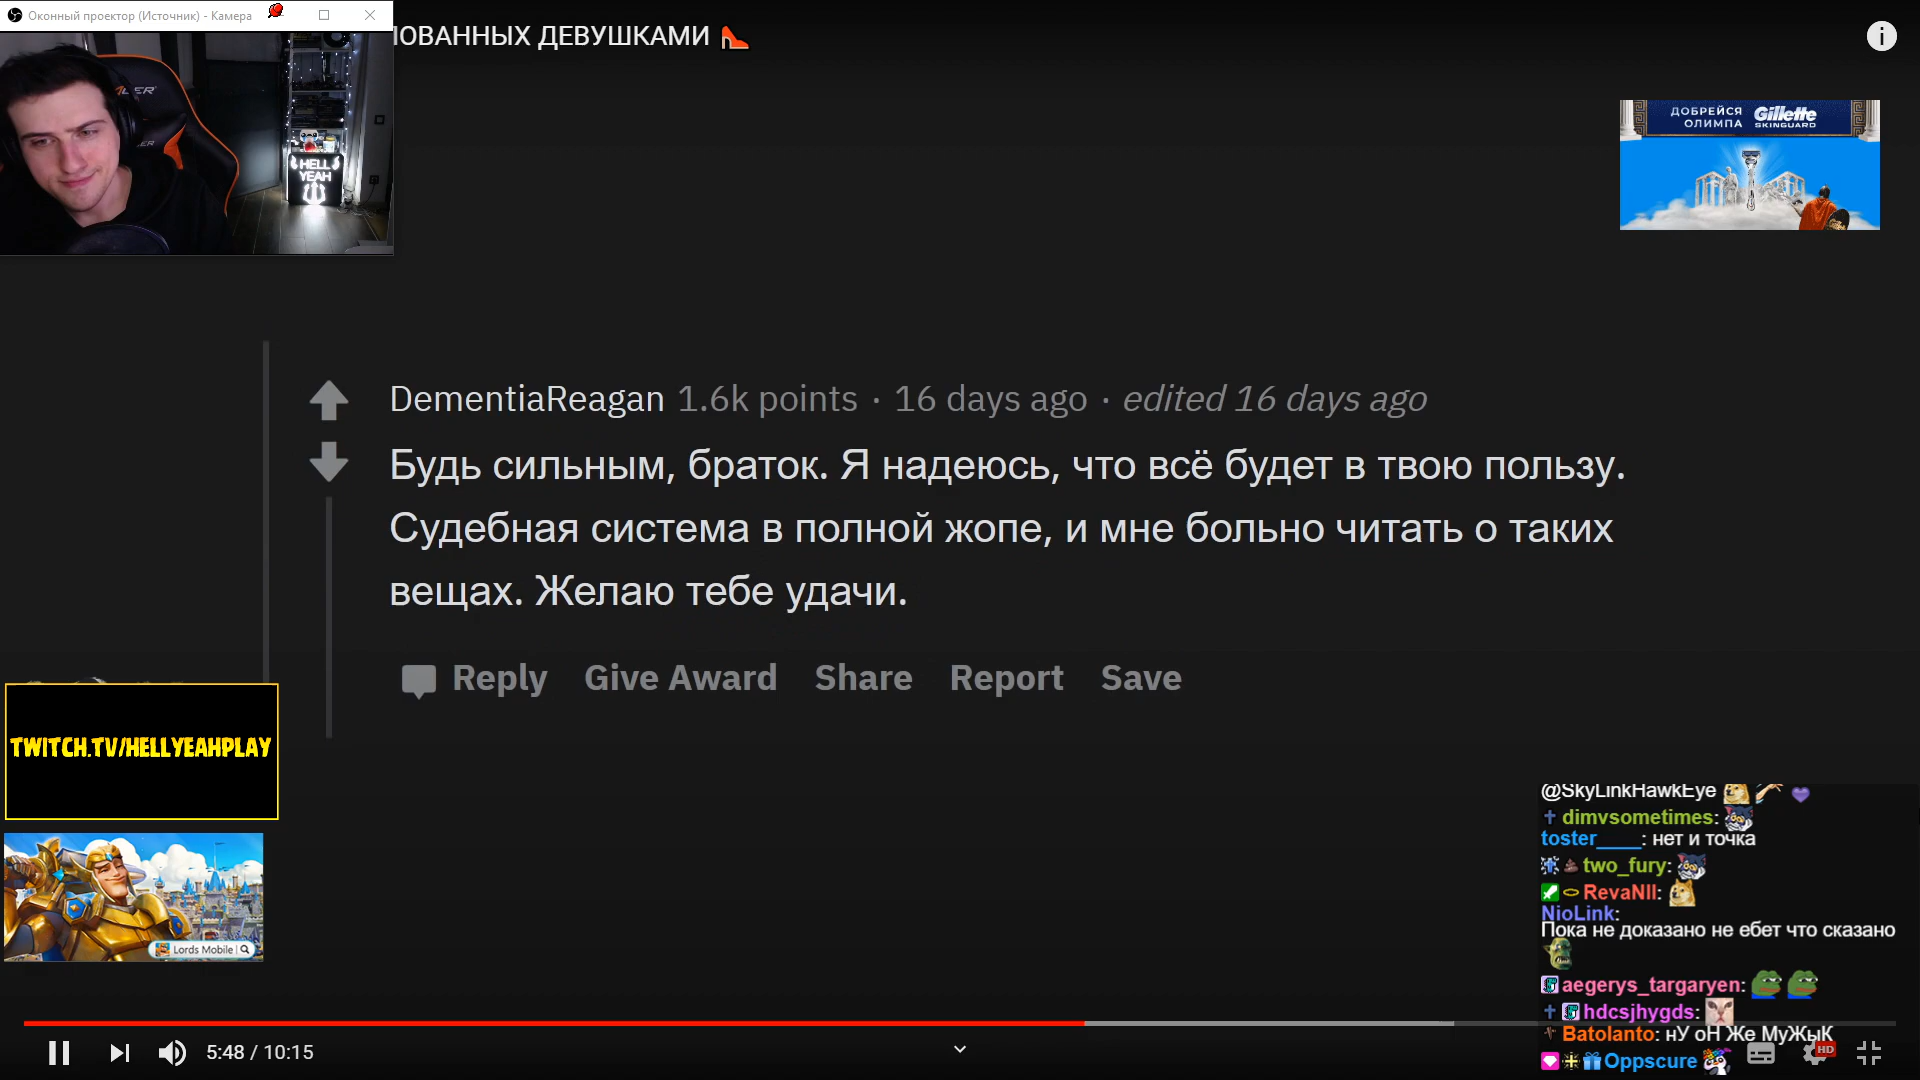 Оконный проектор (Источник) - Камера
ЛОВАННЫХ ДЕВУШКАМИ
HELL
YEAH
ДОБРЕЙСЯ
ОЛИМПА
Gillette
SKINGUARD
DementiaReagan 1.6k points · 16 days ago · edited 16 days ago
Будь сильным, браток. Я надеюсь, что всё будет в твою пользу.
Судебная система в полной жопе, и мне больно читать о таких
вещах. Желаю тебе удачи.
Reply Give Award Share Report Save
TWITCH.TV/HELLYEAHPLAY
Lords Mobile
@SkyLinkHawkEye
dimvsometimes:
toster____: нет и точка
two_fury:
RevaNII:
NioLink:
Пока не доказано не ебет что сказано
aegerys_targaryen:
hdcsjhygds:
Batolanto: нУ оН Же МуЖыК
Oppscure
5:48 / 10:15
HD